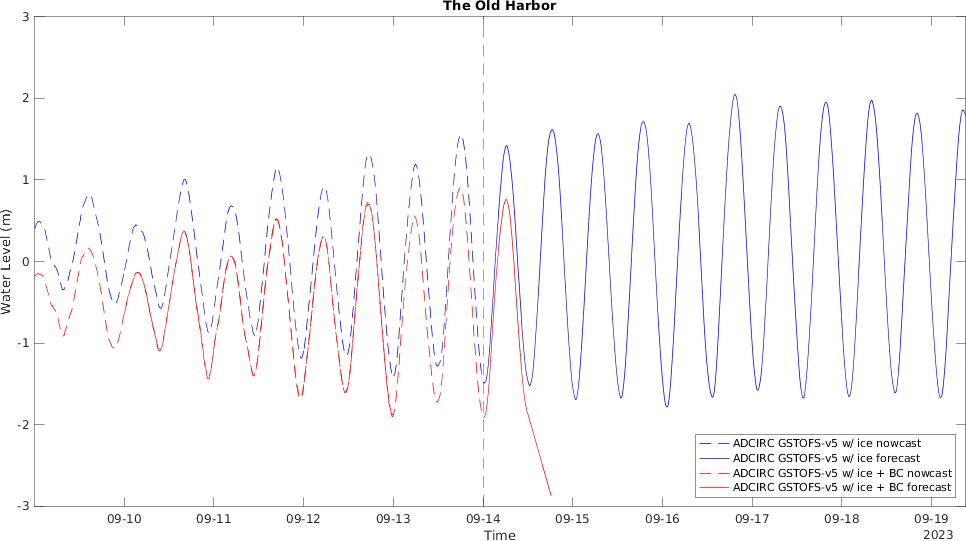 The Old Harbor
Water Level (m)
3
2
1
0
-1
-2
-3
ADCIRC GSTOFS-v5 w/ ice nowcast
ADCIRC GSTOFS-v5 w/ ice forecast
ADCIRC GSTOFS-v5 w/ ice + BC nowcast
ADCIRC GSTOFS-v5 w/ ice + BC forecast
09-10 09-11 09-12 09-13 09-14 09-15 09-16 09-17 09-18 09-19
Time
2023